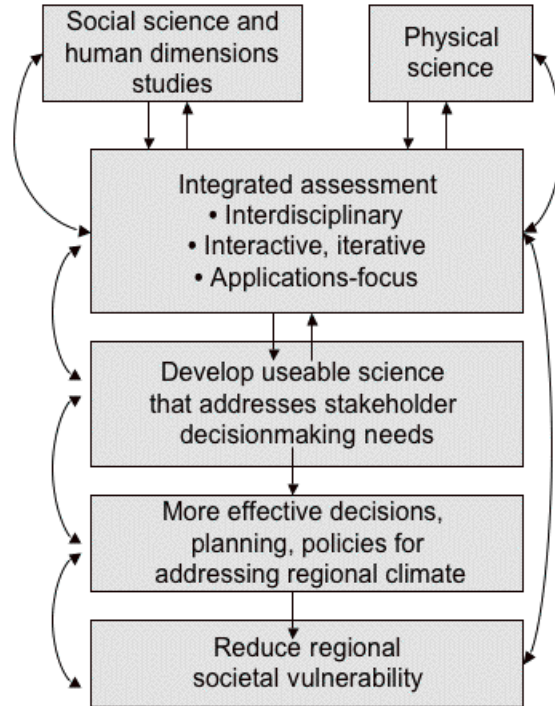 Social science and
human dimensions
studies
Physical
science
Integrated assessment
• Interdisciplinary
• Interactive, iterative
• Applications-focus
Develop useable science
that addresses stakeholder
decisionmaking needs
More effective decisions,
planning, policies for
addressing regional climate
Reduce regional
societal vulnerability